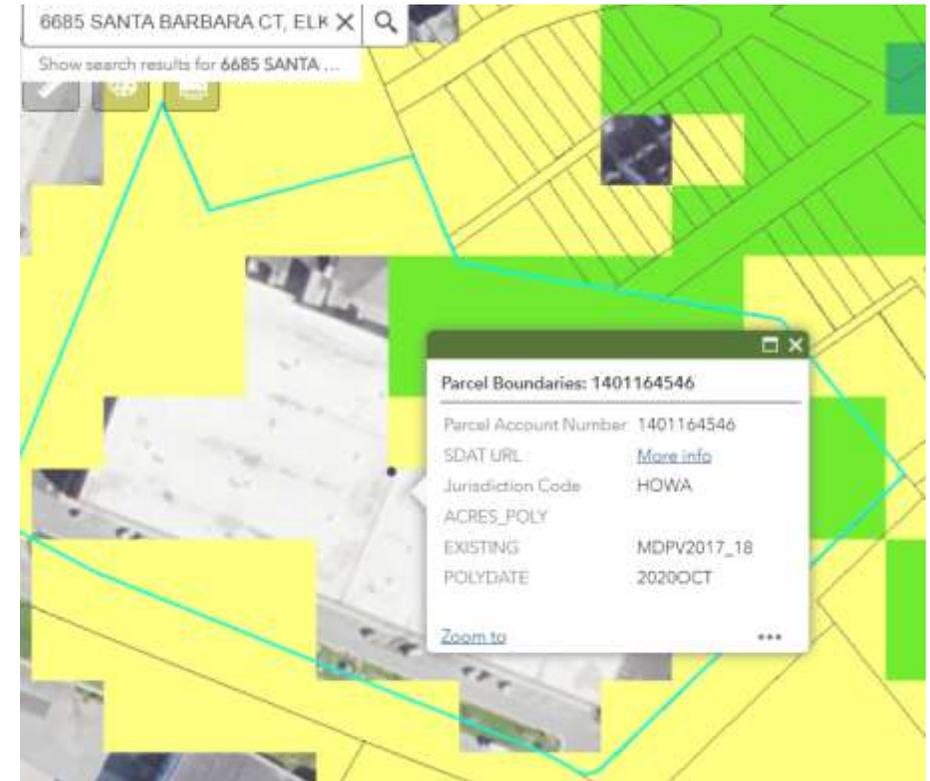 6685 SANTA BARBARA CT, ELK
Show search results for 6685 SANTA ...
Parcel Boundaries: 1401164546
Parcel Account Number 1401164546
SDAT URL More info
Jurisdiction Code HOWA
ACRES_POLY
EXISTING MDPV2017_18
POLYDATE 2020OCT
Zoom to